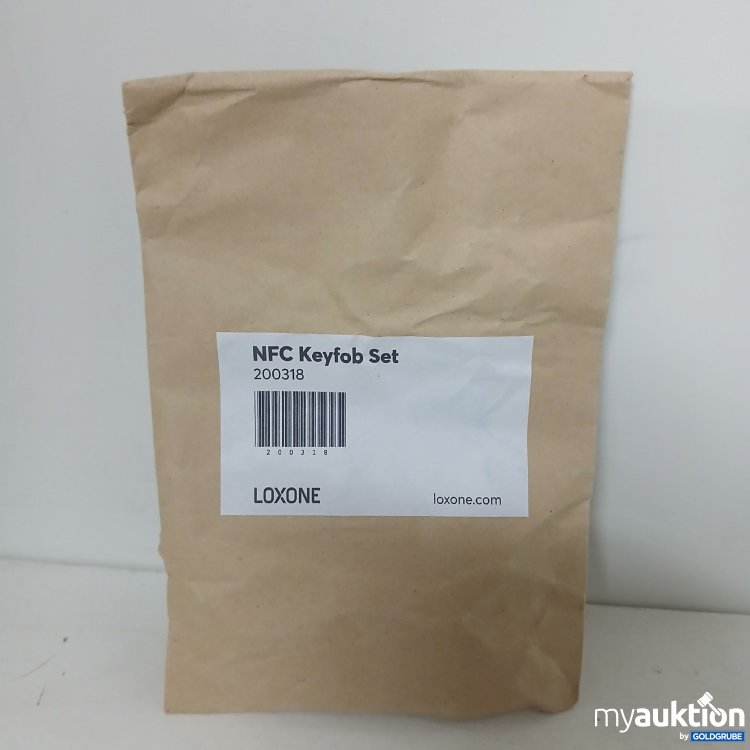 NFC Keyfob Set
200318
200318
LOXONE
loxone.com
myauktion
by GOLDGRUBE